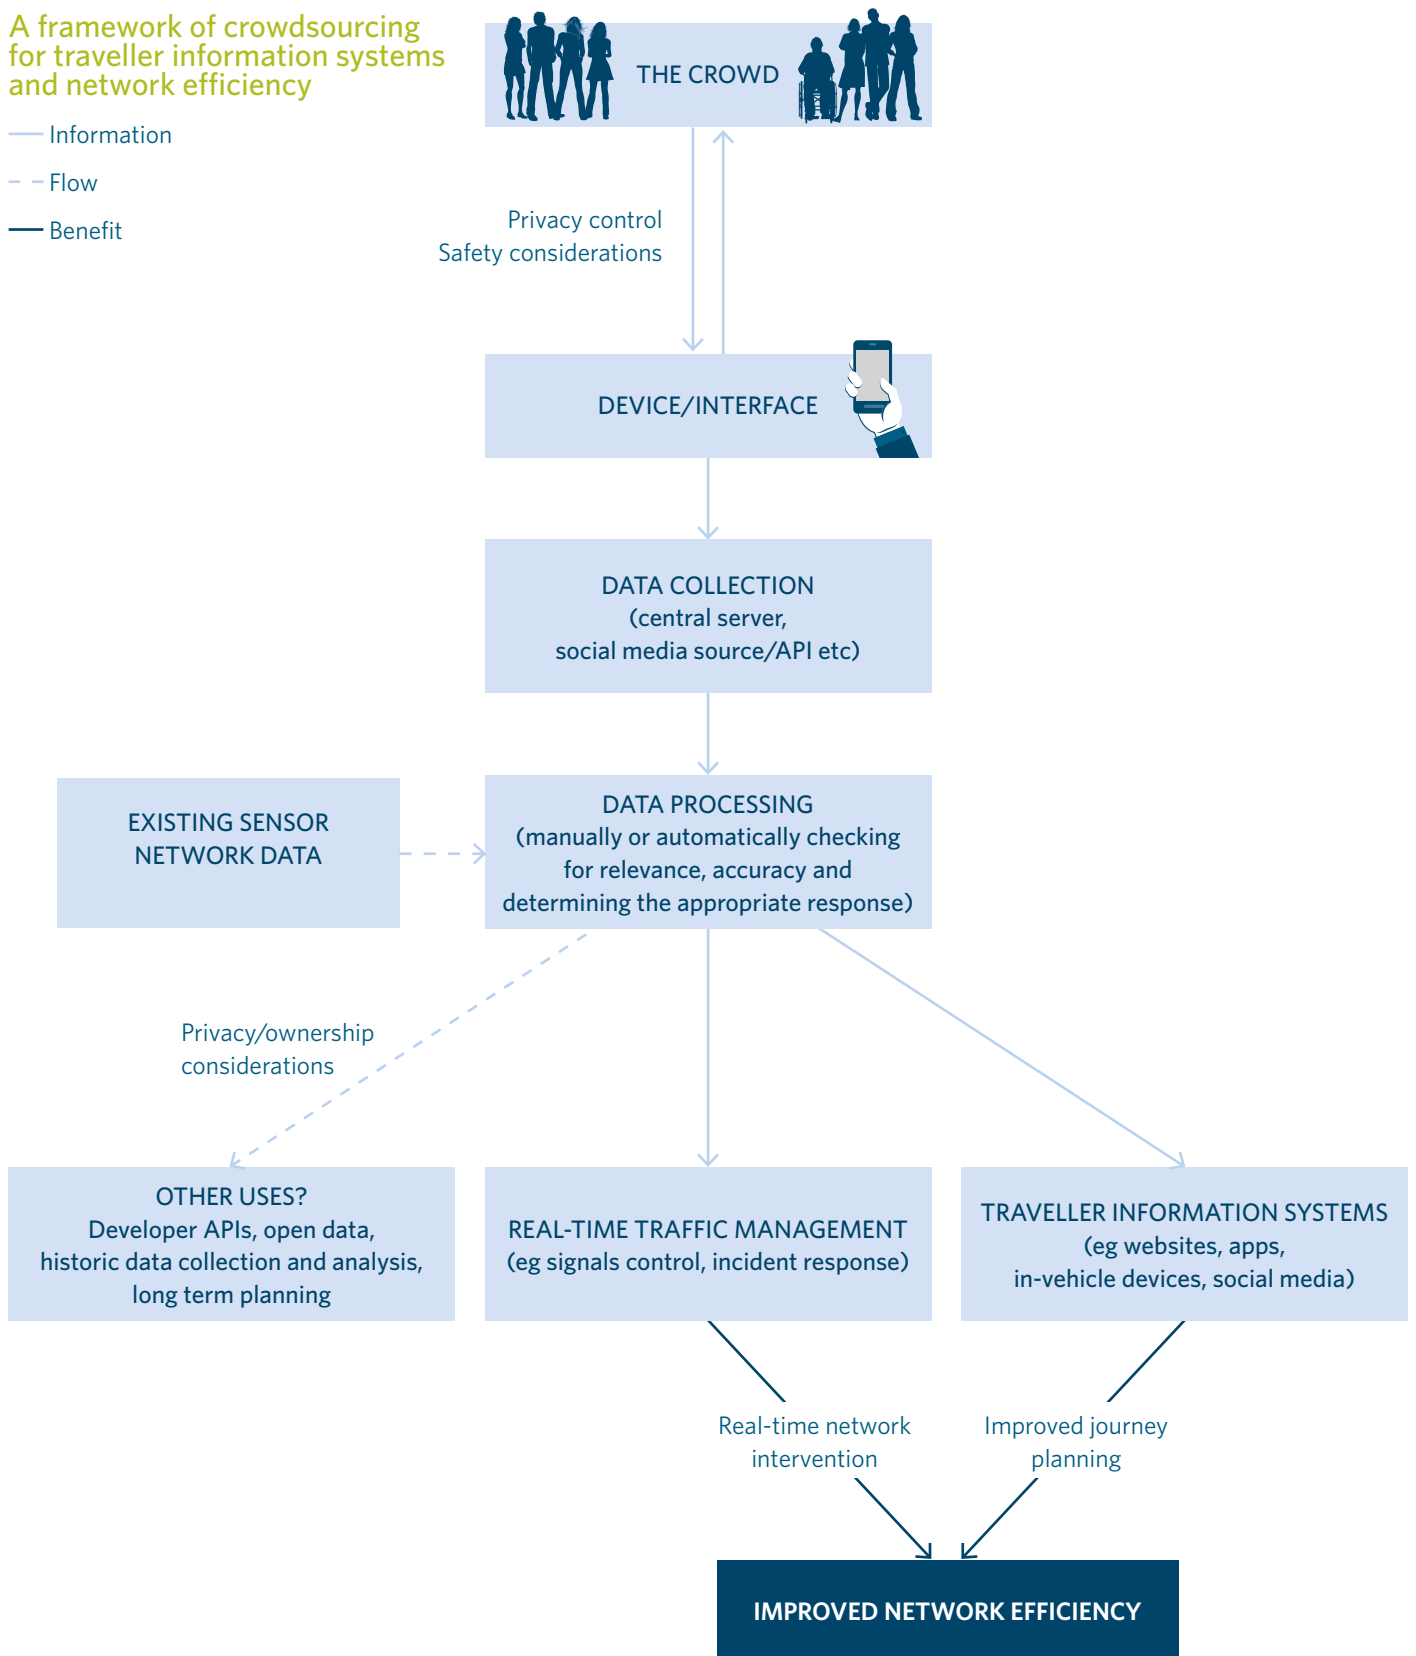 A framework of crowdsourcing
for traveller information systems
and network efficiency
Information
Flow
Benefit
THE CROWD
Privacy control
Safety considerations
DEVICE/INTERFACE
DATA COLLECTION
(central server,
social media source/API etc)
EXISTING SENSOR
NETWORK DATA
DATA PROCESSING
(manually or automatically checking
for relevance, accuracy and
determining the appropriate response)
Privacy/ownership
considerations
OTHER USES?
Developer APIs, open data,
historic data collection and analysis,
long term planning
REAL-TIME TRAFFIC MANAGEMENT
(eg signals control, incident response)
TRAVELLER INFORMATION SYSTEMS
(eg websites, apps,
in-vehicle devices, social media)
Real-time network
intervention
Improved journey
planning
IMPROVED NETWORK EFFICIENCY